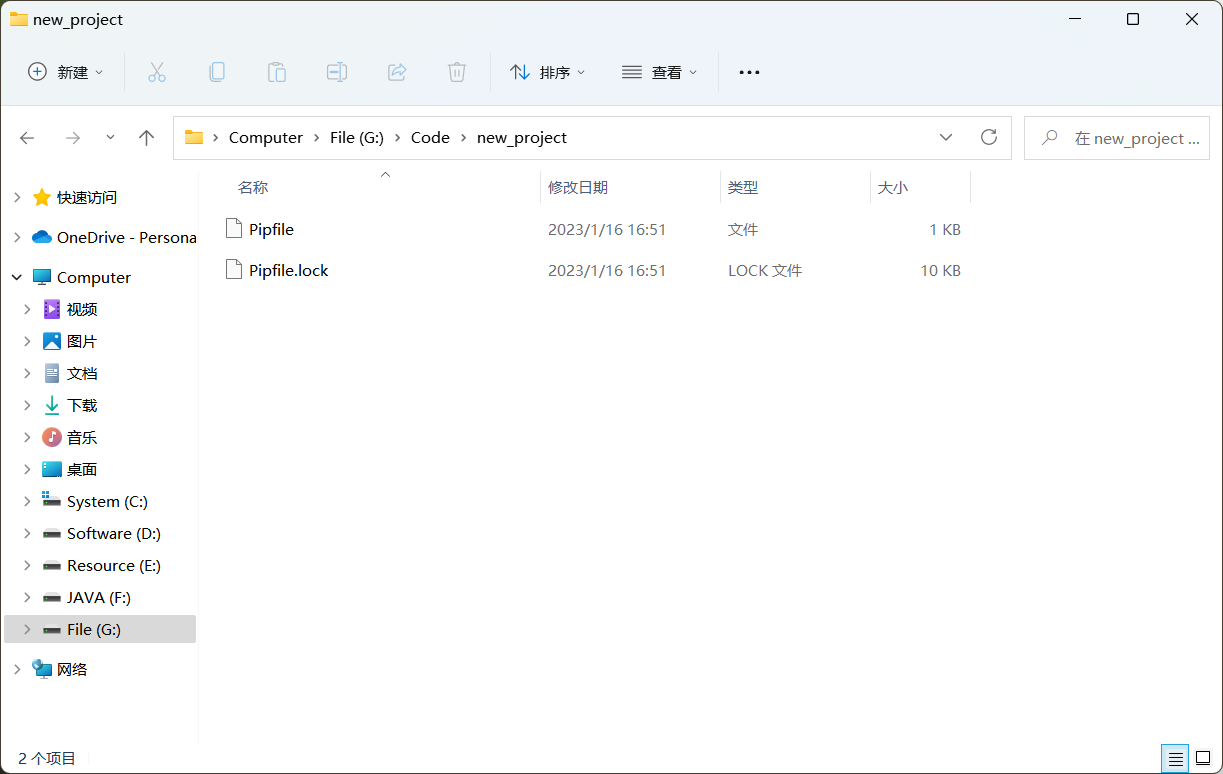 new_project
新建
排序
查看
Computer
File (G:)
Code
new_project
在 new_project ...
名称
修改日期
类型
大小
Pipfile
2023/1/16 16:51
文件
1 KB
Pipfile.lock
2023/1/16 16:51
LOCK 文件
10 KB
快速访问
OneDrive - Persona
Computer
视频
图片
文档
下载
音乐
桌面
System (C:)
Software (D:)
Resource (E:)
JAVA (F:)
File (G:)
网络
2 个项目